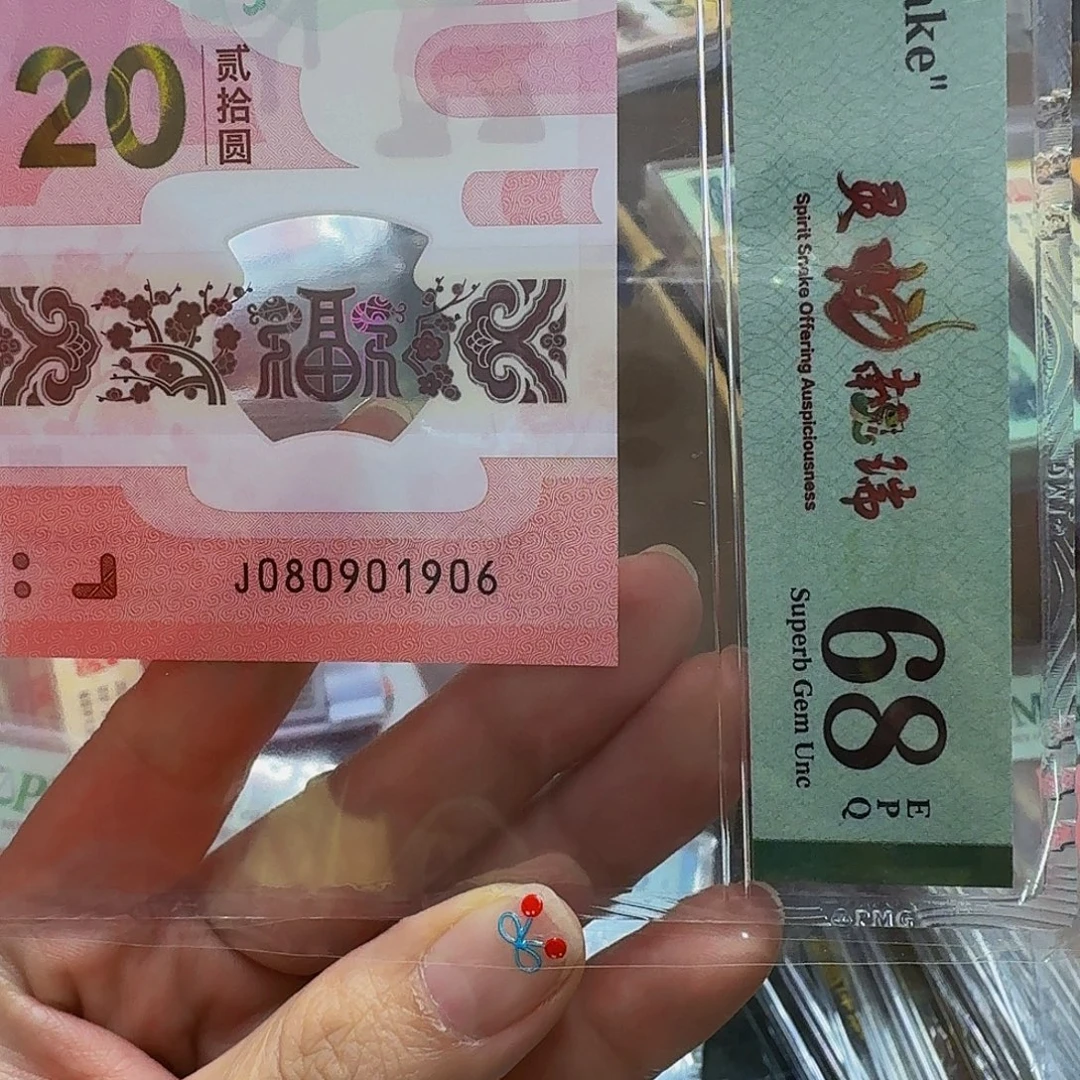 20
贰拾圆
J080901906
ake"
灵蛇献瑞
Spirit Snake Offering Auspiciousness
68
EPQ
Superb Gem Unc
PMG